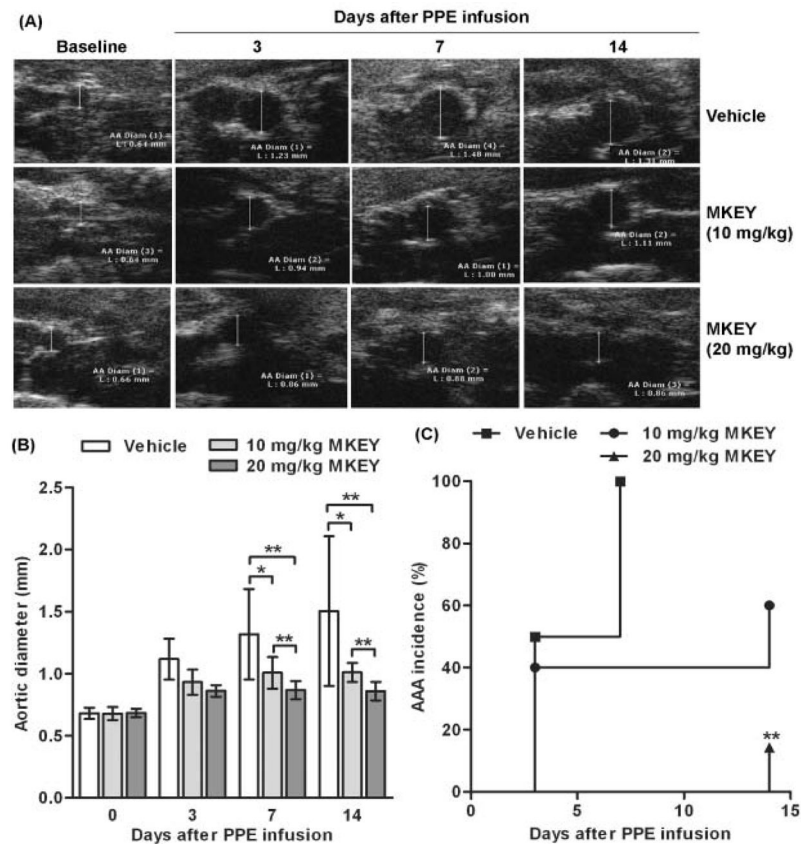 (A)
Days after PPE infusion
Baseline 3 7 14
AA Diam (1) =
L : 0.64 mm
AA Diam (1) =
L : 1.23 mm
AA Diam (4) =
L : 1.48 mm
AA Diam (2) =
L : 1.31 mm
Vehicle
AA Diam (3) =
L : 0.64 mm
AA Diam (2) =
L : 0.94 mm
AA Diam (1) =
L : 1.08 mm
AA Diam (2) =
L : 1.11 mm
MKEY
(10 mg/kg)
AA Diam (1) =
L : 0.66 mm
AA Diam (1) =
L : 0.86 mm
AA Diam (2) =
L : 0.88 mm
AA Diam (3) =
L : 0.86 mm
MKEY
(20 mg/kg)
(B)
Vehicle 10 mg/kg MKEY
20 mg/kg MKEY
Aortic diameter (mm)
2.5
2.0
1.5
1.0
0.5
0.0
** * **
** * **
0 3 7 14
Days after PPE infusion
(C)
Vehicle 10 mg/kg MKEY
20 mg/kg MKEY
AAA incidence (%)
100
80
60
40
20
0
**
0 5 10 15
Days after PPE infusion